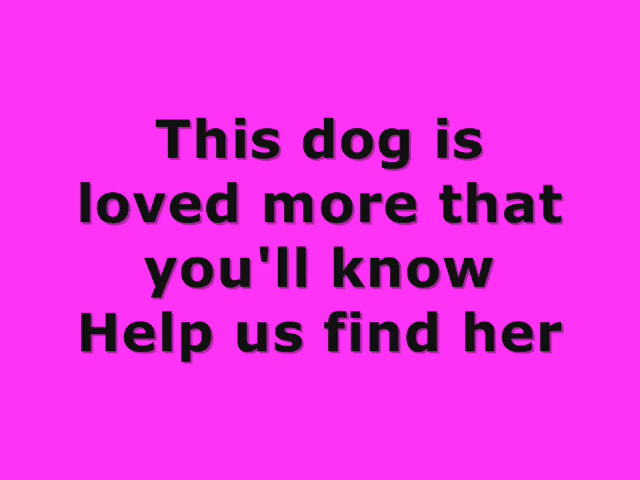 This dog is
loved more that
you'll know
Help us find her